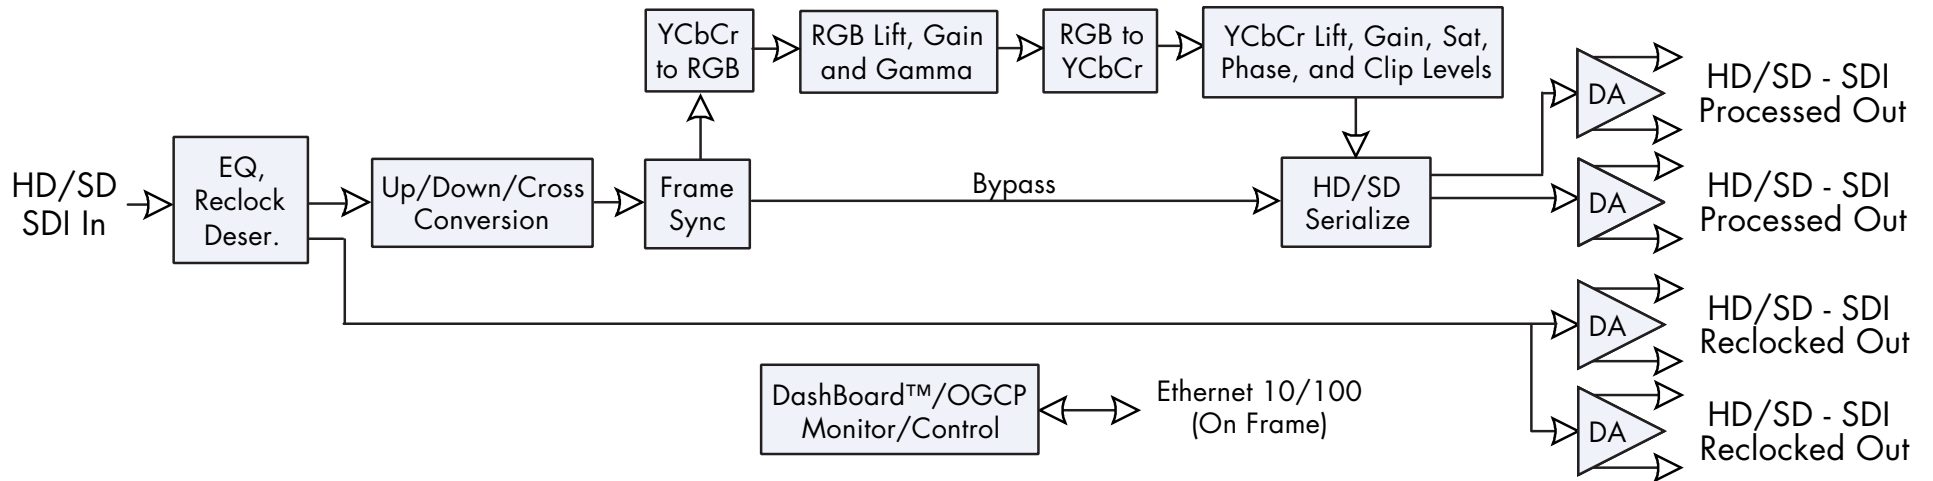 HD/SD
SDI In
EQ,
Reclock
Deser.
Up/Down/Cross
Conversion
Frame
Sync
YCbCr
to RGB
RGB Lift, Gain
and Gamma
RGB to
YCbCr
YCbCr Lift, Gain, Sat,
Phase, and Clip Levels
Bypass
HD/SD
Serialize
DA
HD/SD - SDI
Processed Out
DA
HD/SD - SDI
Processed Out
DA
HD/SD - SDI
Reclocked Out
DA
HD/SD - SDI
Reclocked Out
DashBoard™/OGCP
Monitor/Control
Ethernet 10/100
(On Frame)